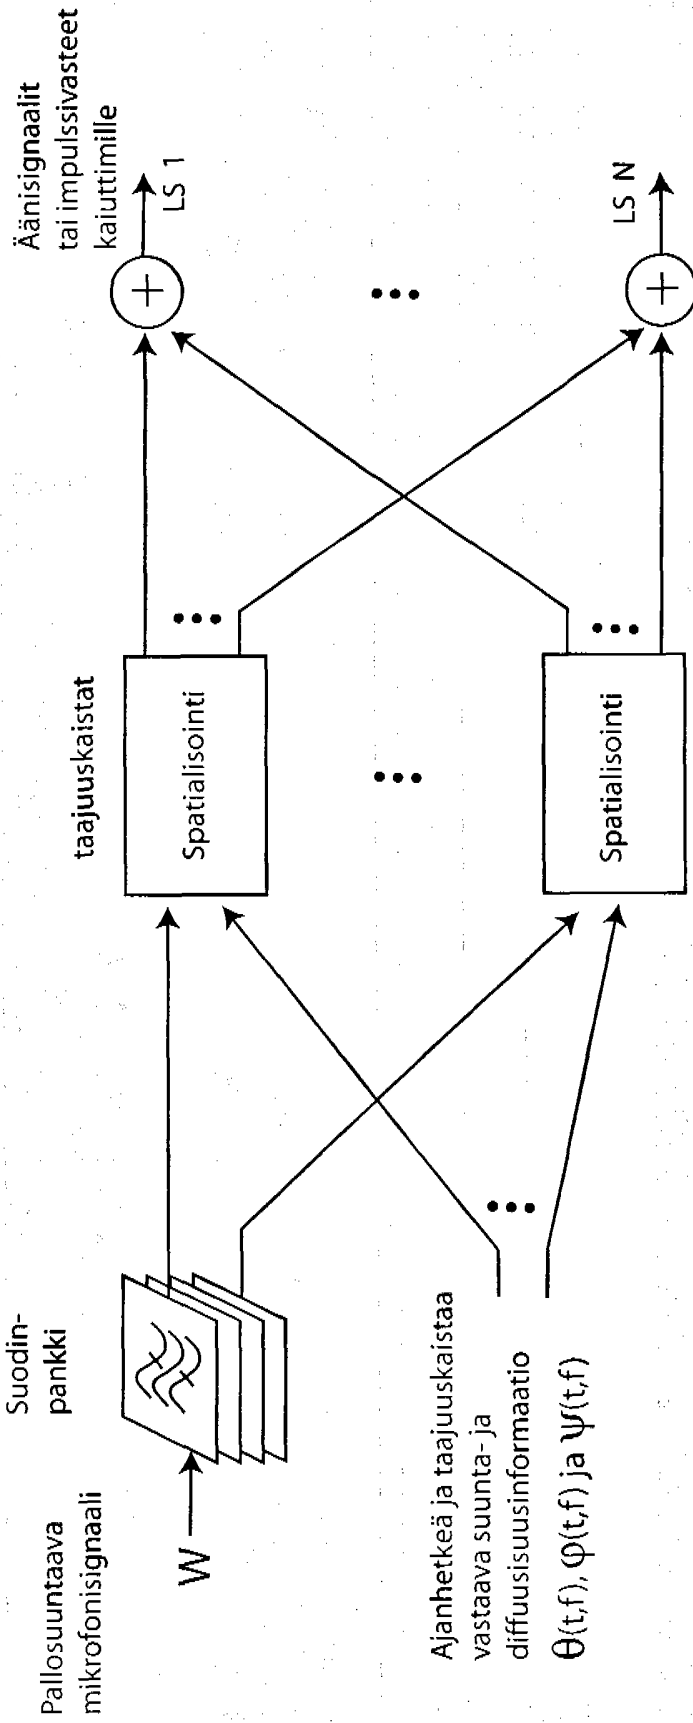 Pallosuuntaava
mikrofonisignaali
W
Suodin-
pankki
Ajanhetkeä ja taajuuskaistaa
vastaava suunta- ja
diffuusisuusinformaatio
θ(t,f), φ(t,f) ja ψ(t,f)
taajuuskaistat
Spatialisointi
Spatialisointi
Äänisignaalit
tai impulssivasteet
kaiuttimille
LS 1
LS N